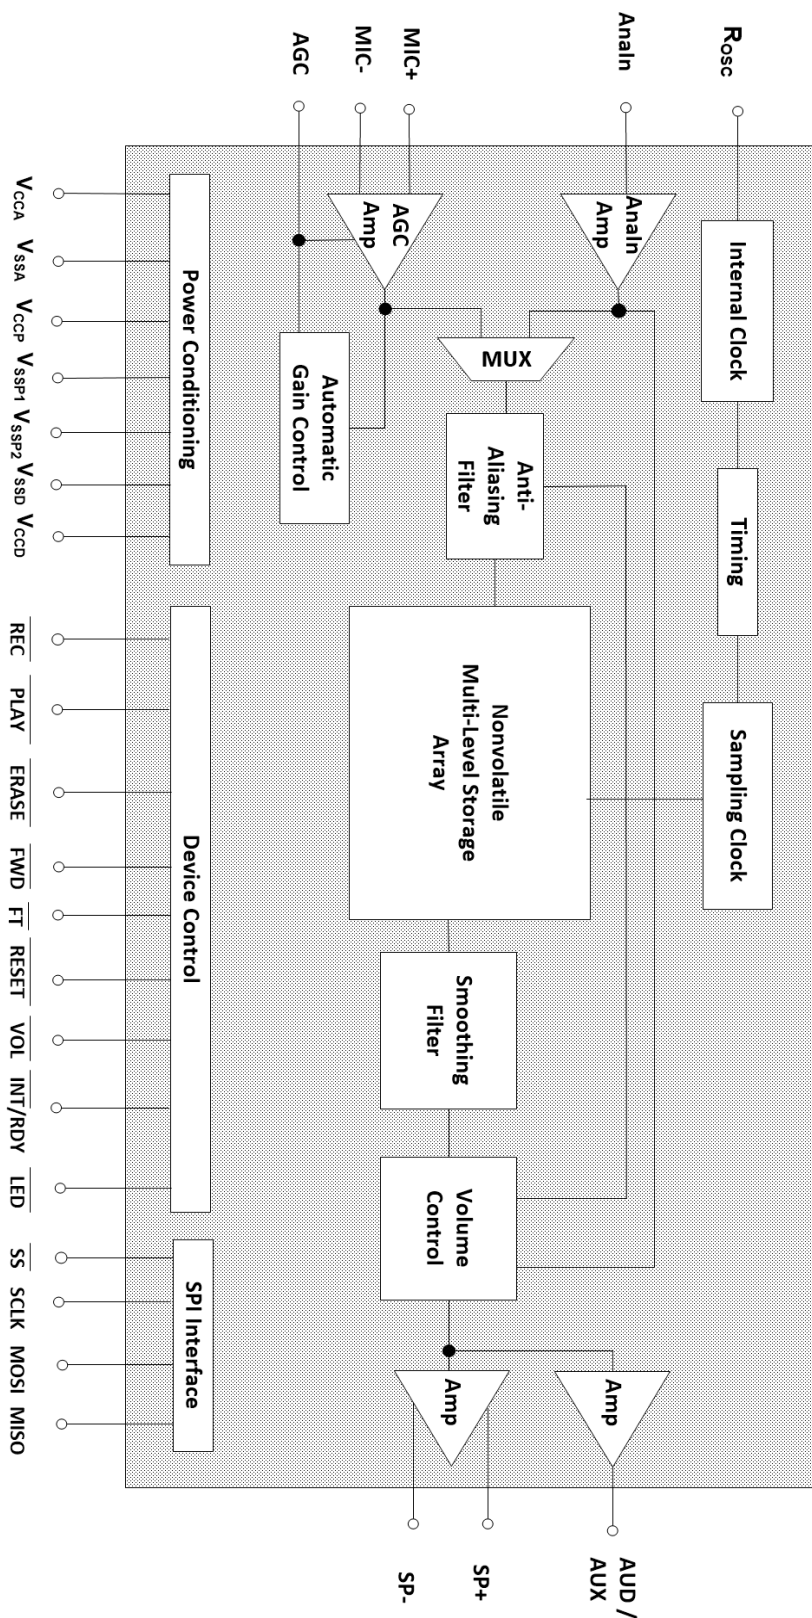 Rosc
Internal Clock
Timing
Sampling Clock
AnaIn
AnaIn
Amp
Amp
AUD /
AUX
MIC+
MIC-
AGC
AGC
Amp
MUX
Automatic
Gain Control
Anti-
Aliasing
Filter
Nonvolatile
Multi-Level Storage
Array
Smoothing
Filter
Volume
Control
Amp
SP+
SP-
Power Conditioning
Device Control
SPI Interface
VCCA
VSSA
VCCP
VSSP1
VSSP2
VSSD
VCCD
REC
PLAY
ERASE
FWD
FT
RESET
VOL
INT/RDY
LED
SS
SCLK
MOSI
MISO